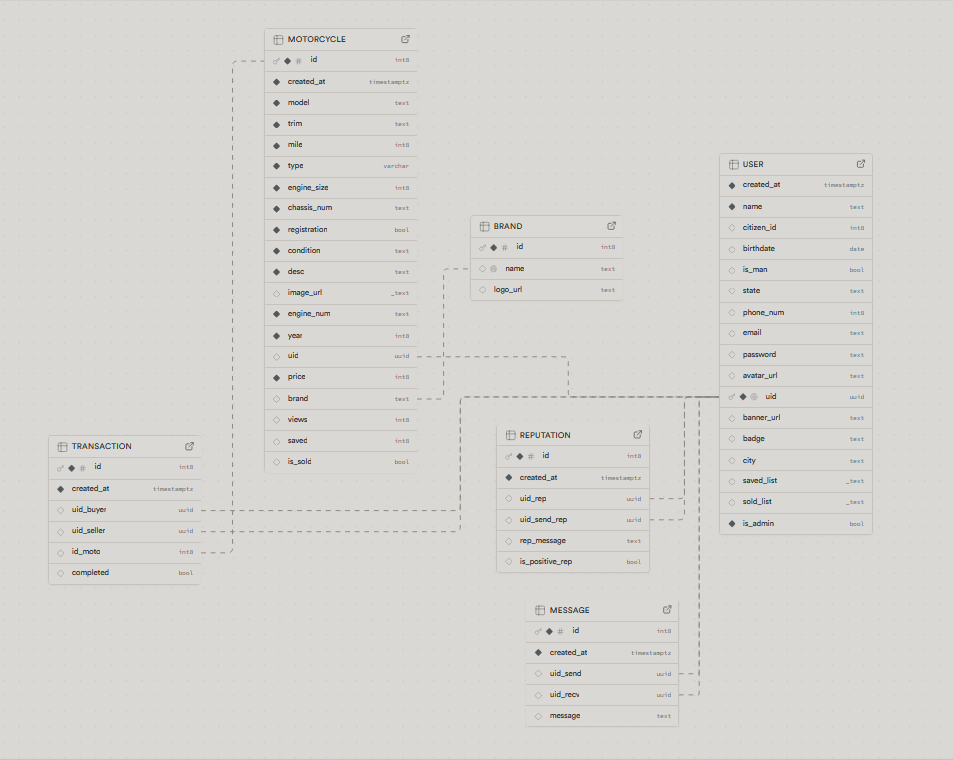 MOTORCYCLE
id int8
created_at timestamptz
model text
trim text
mile int8
type varchar
engine_size int8
chassis_num text
registration bool
condition text
desc text
image_url _text
engine_num text
year int8
uid uuid
price int8
brand text
views int8
saved int8
is_sold bool
BRAND
# id int8
name text
logo_url text
USER
created_at timestamptz
name text
citizen_id int8
birthdate date
is_man bool
state text
phone_num int8
email text
password text
avatar_url text
uid uuid
banner_url text
badge text
city text
saved_list _text
sold_list _text
is_admin bool
TRANSACTION
# id int8
created_at timestamptz
uid_buyer uuid
uid_seller uuid
id_moto int8
completed bool
REPUTATION
# id int8
created_at timestamptz
uid_rep uuid
uid_send_rep uuid
rep_message text
is_positive_rep bool
MESSAGE
# id int8
created_at timestamptz
uid_send uuid
uid_recv uuid
message text